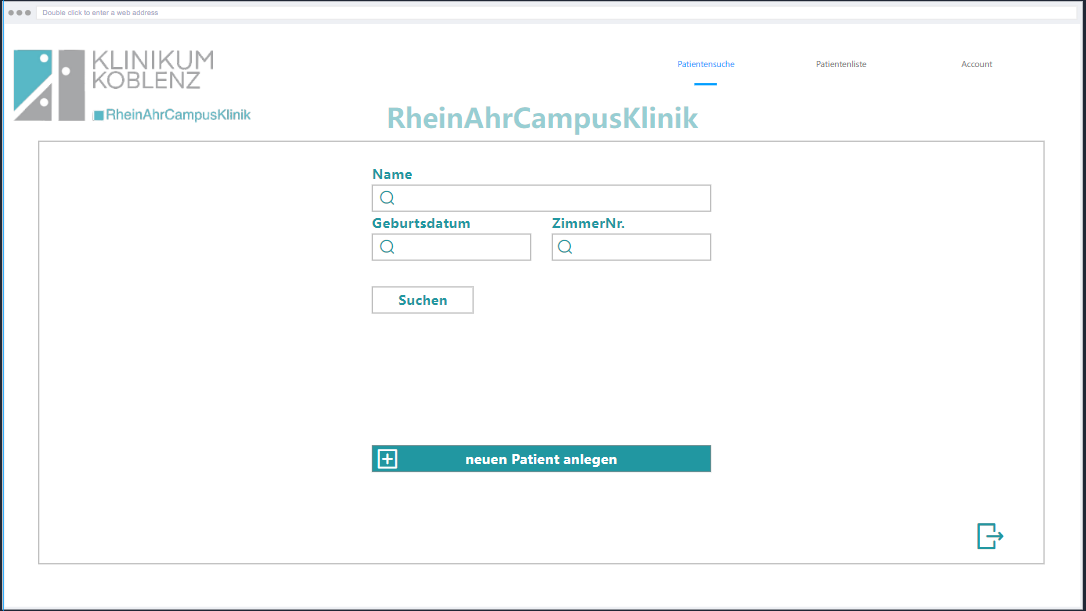 Double click to enter a web address
KLINIKUM
KOBLENZ
RheinAhrCampusKlinik
Patientensuche
Patientenliste
Account
RheinAhrCampusKlinik
Name
Geburtsdatum
ZimmerNr.
Suchen
neuen Patient anlegen